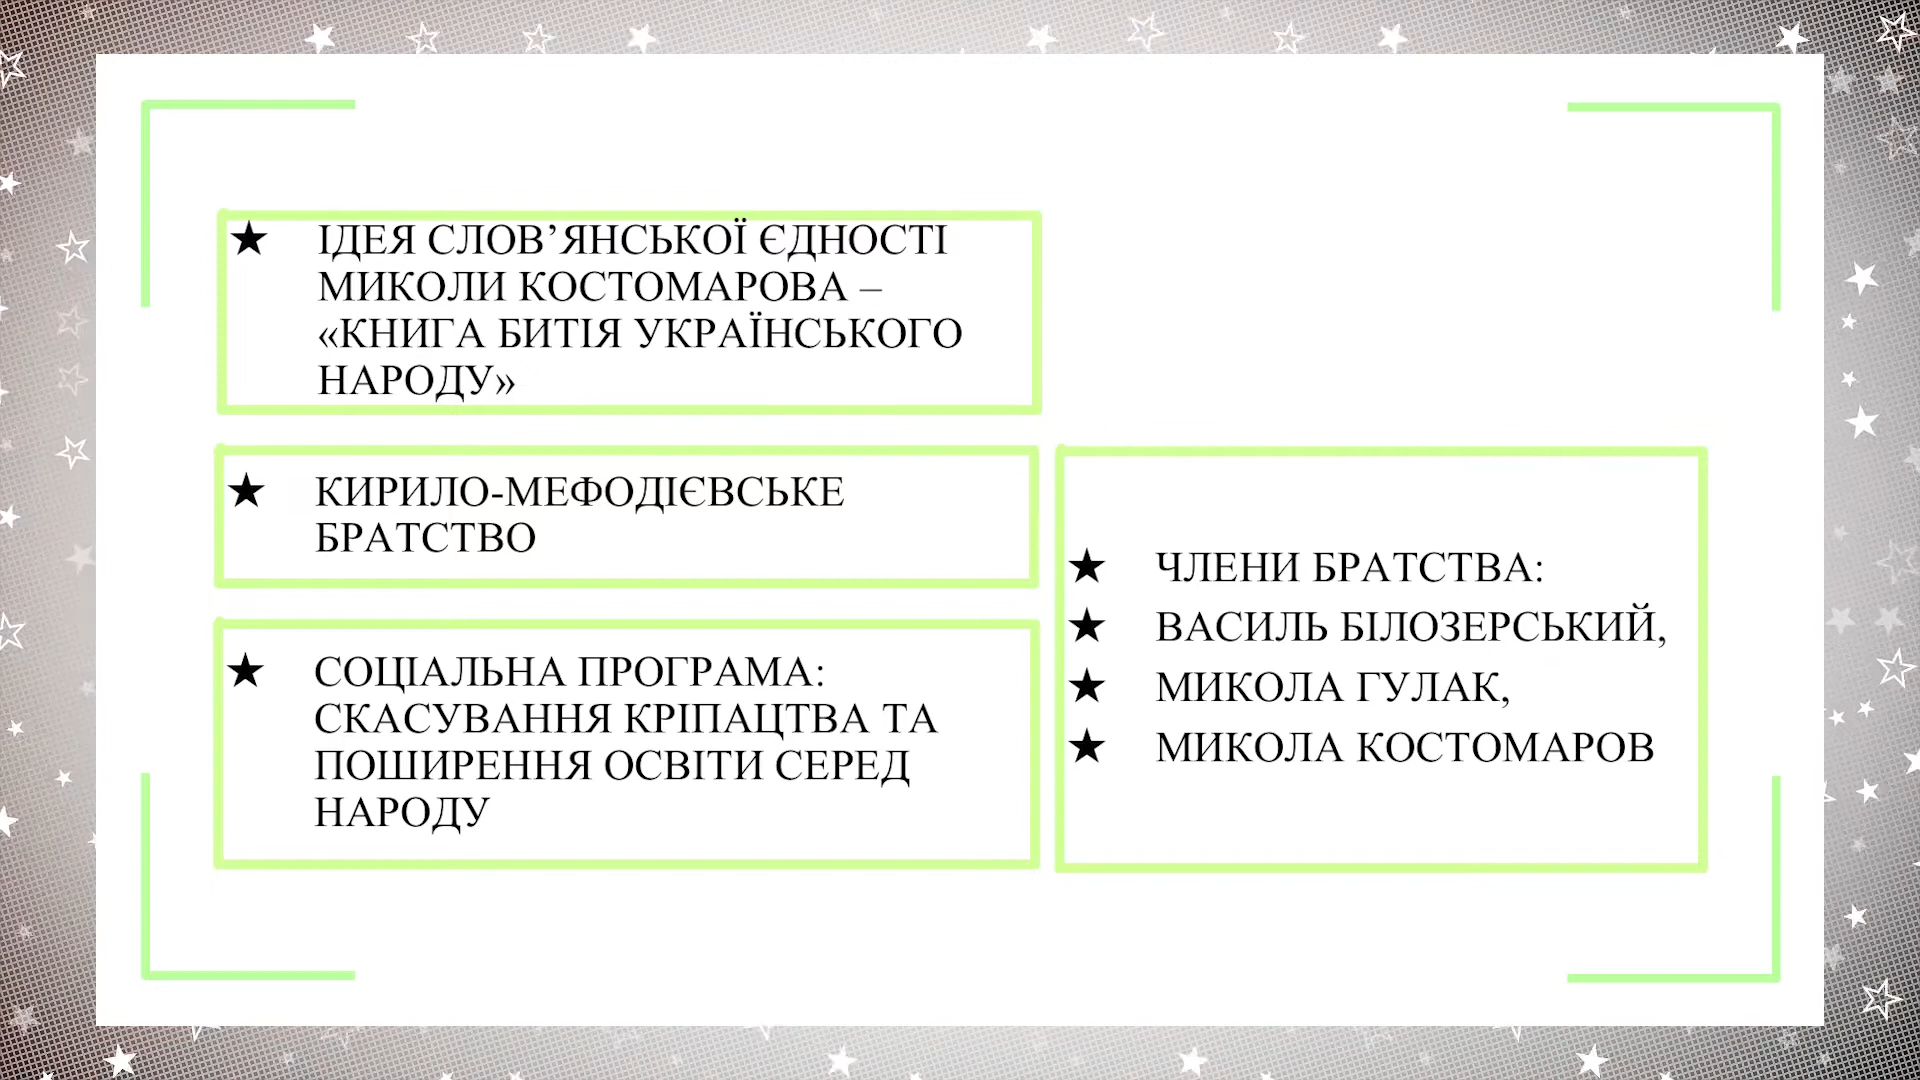 ★ ІДЕЯ СЛОВ’ЯНСЬКОЇ ЄДНОСТІ
МИКОЛИ КОСТОМАРОВА –
«КНИГА БИТІЯ УКРАЇНСЬКОГО
НАРОДУ»
★ КИРИЛО-МЕФОДІЄВСЬКЕ
БРАТСТВО
★ СОЦІАЛЬНА ПРОГРАМА:
СКАСУВАННЯ КРІПАЦТВА ТА
ПОШИРЕННЯ ОСВІТИ СЕРЕД
НАРОДУ
★ ЧЛЕНИ БРАТСТВА:
★ ВАСИЛЬ БІЛОЗЕРСЬКИЙ,
★ МИКОЛА ГУЛАК,
★ МИКОЛА КОСТОМАРОВ